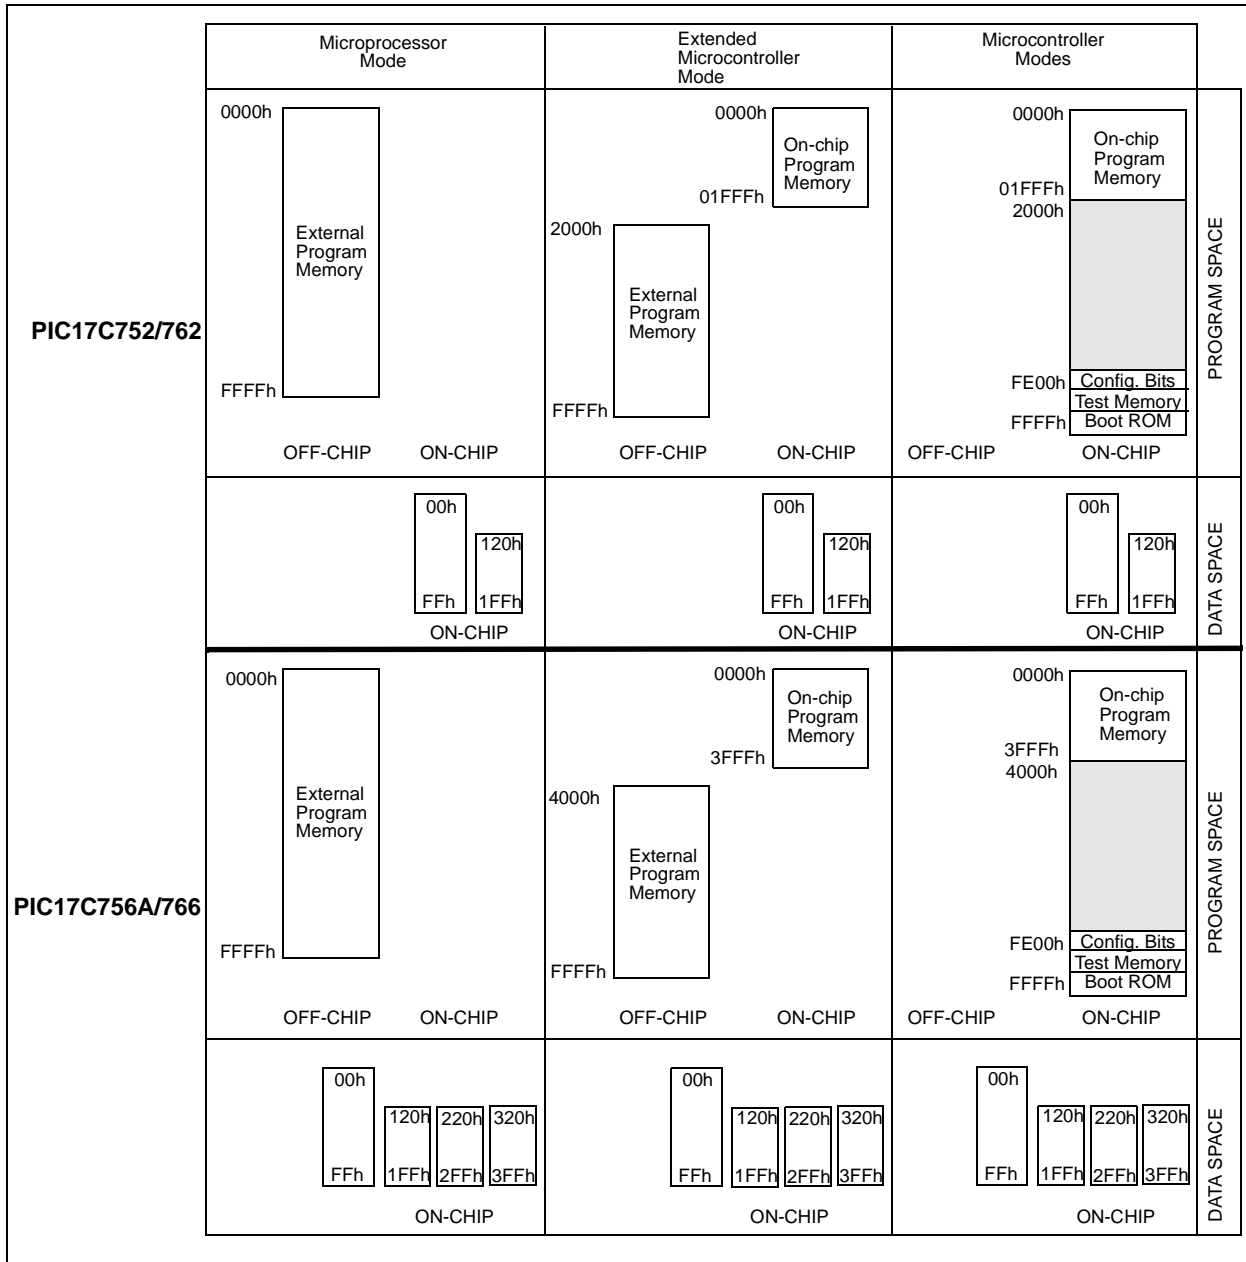 Microprocessor
Mode
Extended
Microcontroller
Mode
Microcontroller
Modes
PIC17C752/762
0000h
External
Program
Memory
FFFFh
OFF-CHIP ON-CHIP
0000h
On-chip
Program
Memory
01FFFh
2000h
External
Program
Memory
FFFFh
OFF-CHIP ON-CHIP
0000h
On-chip
Program
Memory
01FFFh
2000h
FE00h Config. Bits
Test Memory
FFFFh Boot ROM
OFF-CHIP ON-CHIP
PROGRAM SPACE
00h
120h
FFh 1FFh
ON-CHIP
00h
120h
FFh 1FFh
ON-CHIP
00h
120h
FFh 1FFh
ON-CHIP
DATA SPACE
PIC17C756A/766
0000h
External
Program
Memory
FFFFh
OFF-CHIP ON-CHIP
0000h
On-chip
Program
Memory
3FFFh
4000h
External
Program
Memory
FFFFh
OFF-CHIP ON-CHIP
0000h
On-chip
Program
Memory
3FFFh
4000h
FE00h Config. Bits
Test Memory
FFFFh Boot ROM
OFF-CHIP ON-CHIP
PROGRAM SPACE
00h
120h 220h 320h
FFh 1FFh 2FFh 3FFh
ON-CHIP
00h
120h 220h 320h
FFh 1FFh 2FFh 3FFh
ON-CHIP
00h
120h 220h 320h
FFh 1FFh 2FFh 3FFh
ON-CHIP
DATA SPACE